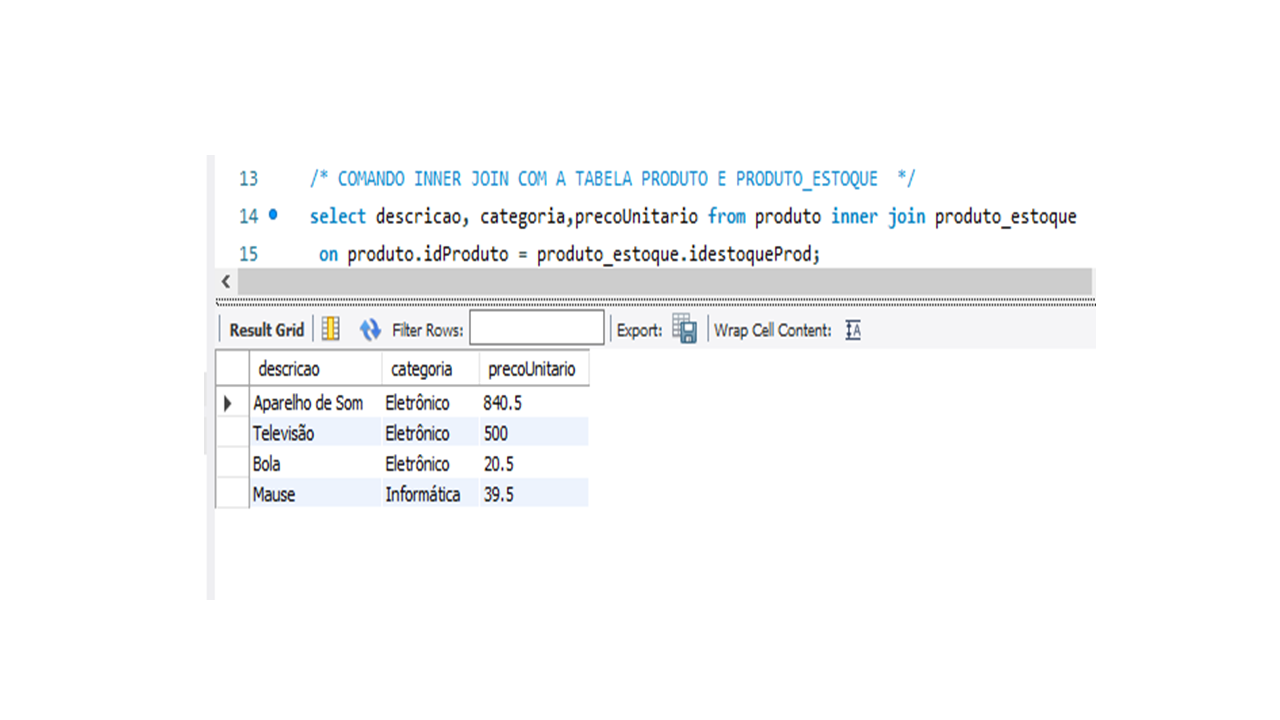 13 /* COMANDO INNER JOIN COM A TABELA PRODUTO E PRODUTO_ESTOQUE */
14 select descricao, categoria,precoUnitario from produto inner join produto_estoque
15 on produto.idProduto = produto_estoque.idestoqueProd;
Result Grid Filter Rows: Export: Wrap Cell Content: IA
descricao categoria precoUnitario
Aparelho de Som Eletrônico 840.5
Televisão Eletrônico 500
Bola Eletrônico 20.5
Mause Informática 39.5